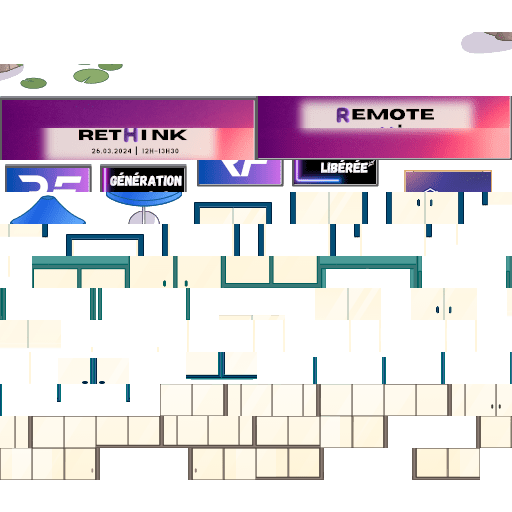 REMOTE
RETHINK
26.03.2024 | 12H-13H30
GÉNÉRATION
LIBÉRÉE